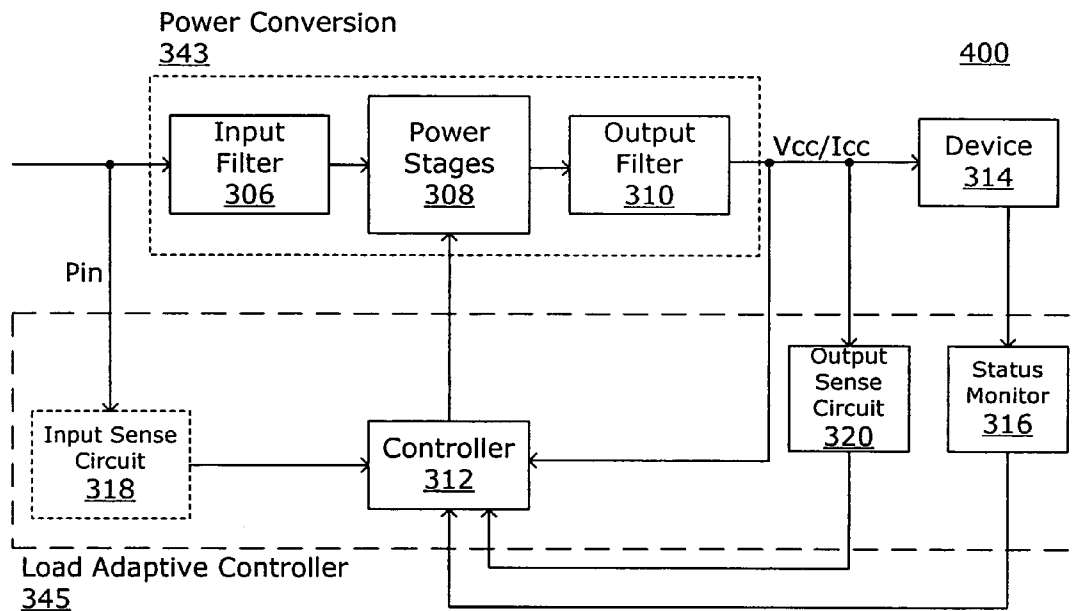 Power Conversion
343
400
Input
Filter
306
Power
Stages
308
Output
Filter
310
Vcc/Icc
Device
314
Pin
Output
Sense
Circuit
320
Status
Monitor
316
Input Sense
Circuit
318
Controller
312
Load Adaptive Controller
345